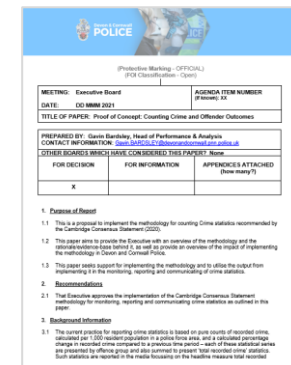 Devon & Cornwall
POLICE
(Protective Marking - OFFICIAL)
(FOI Classification - Open)
MEETING: Executive Board
AGENDA ITEM NUMBER
(if known): XX
DATE: DD MMM 2021
TITLE OF PAPER: Proof of Concept: Counting Crime and Offender Outcomes
PREPARED BY: Gavin Bardsley, Head of Performance & Analysis
CONTACT INFORMATION: Gavin.BARDSLEY@devonandcornwall.pnn.police.uk
OTHER BOARDS WHICH HAVE CONSIDERED THIS PAPER? None
FOR DECISION
FOR INFORMATION
APPENDICES ATTACHED
(how many?)
X
1. Purpose of Report
1.1 This is a proposal to implement the methodology for counting Crime statistics recommended by
the Cambridge Consensus Statement (2020).
1.2 This paper aims to provide the Executive with an overview of the methodology and the
rationale/evidence-base behind it, as well as provide an overview of the impact of implementing
the methodology in Devon and Cornwall Police.
1.3 This paper seeks support for implementing the methodology and to utilise the output from
implementing it in the monitoring, reporting and communicating of crime statistics.
2. Recommendations
2.1 That Executive approves the implementation of the Cambridge Consensus Statement
methodology for monitoring, reporting and communicating crime statistics as outlined in this
paper.
3. Background Information
3.1 The current practice for reporting crime statistics is based on pure counts of recorded crime,
calculated per 1,000 resident population in a police force area, and a calculated percentage
change in recorded crime compared to a previous time period – each of these statistical series
are presented by offence group and also summed to present 'total recorded crime' statistics.
Such statistics are reported in the media focussing on the headline measure total recorded